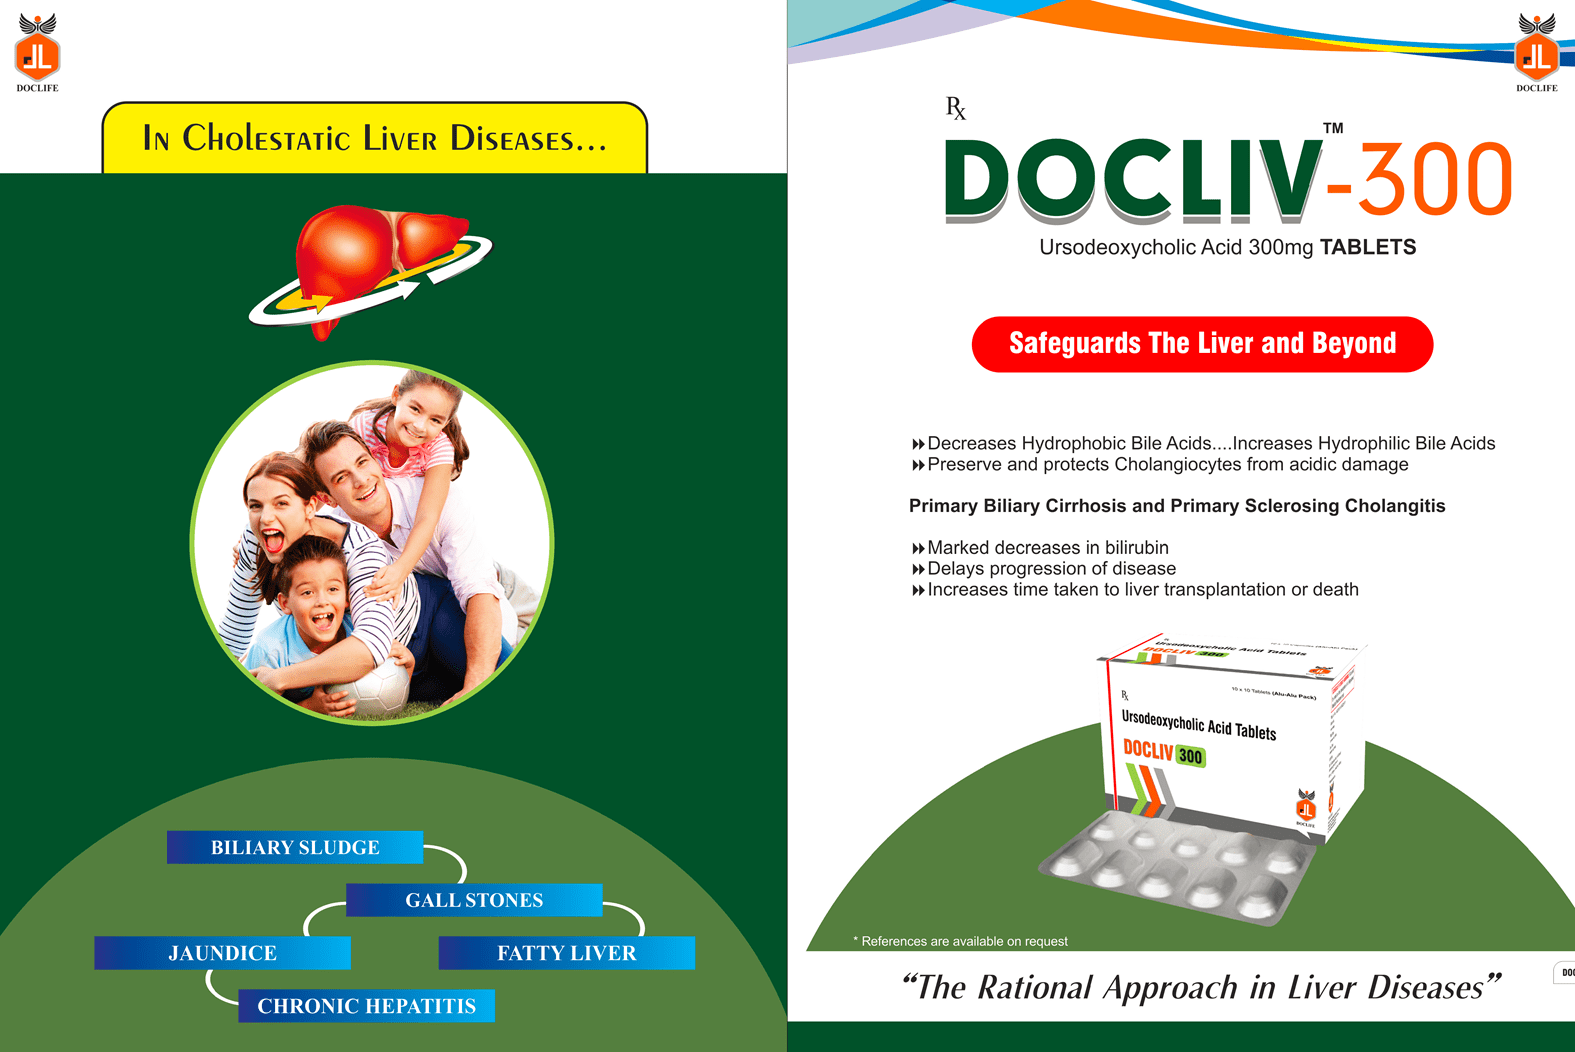 DOCLIFE
In Cholestatic Liver Diseases...
BILIARY SLUDGE
GALL STONES
JAUNDICE
FATTY LIVER
CHRONIC HEPATITIS
DOCLIFE
Rx
DOCLIV™-300
Ursodeoxycholic Acid 300mg TABLETS
Safeguards The Liver and Beyond
Decreases Hydrophobic Bile Acids....Increases Hydrophilic Bile Acids
Preserve and protects Cholangiocytes from acidic damage
Primary Biliary Cirrhosis and Primary Sclerosing Cholangitis
Marked decreases in bilirubin
Delays progression of disease
Increases time taken to liver transplantation or death
Ursodeoxycholic Acid Tablets
DOCLIV 300
Rx
10 x 10 Tablets (Alu-Alu Pack)
Ursodeoxycholic Acid Tablets
DOCLIV 300
DOCLIFE
* References are available on request
“The Rational Approach in Liver Diseases”
DOC